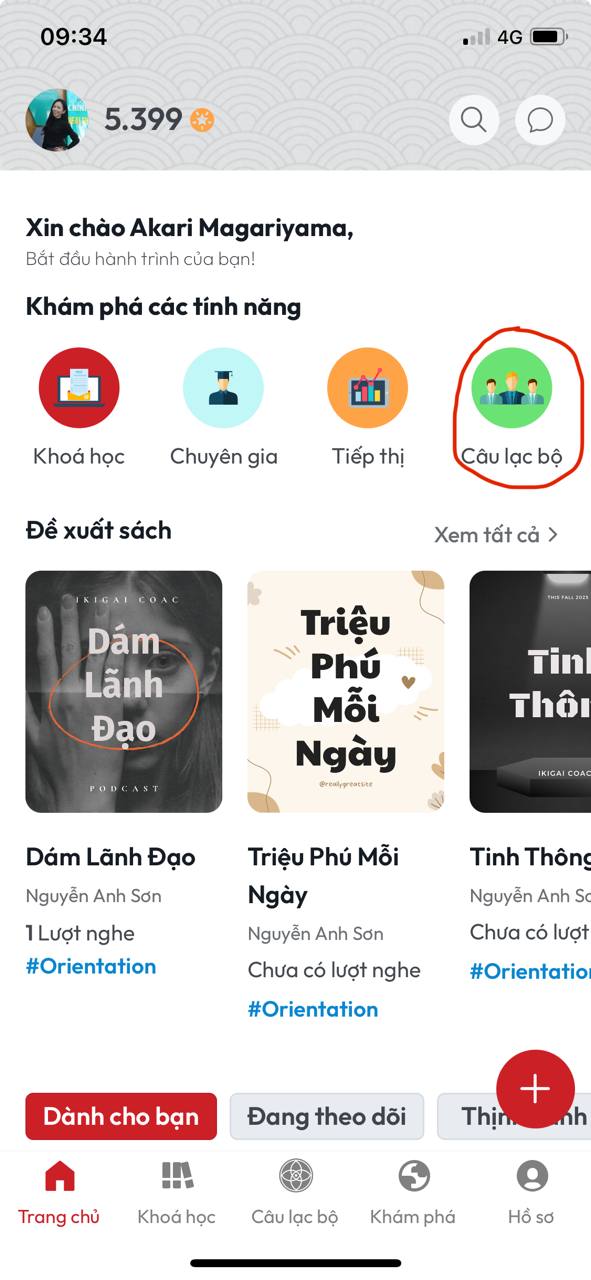 09:34
4G
5.399
Xin chào Akari Magariyama,
Bắt đầu hành trình của bạn!
Khám phá các tính năng
Khoá học
Chuyên gia
Tiếp thị
Câu lạc bộ
Đề xuất sách
Xem tất cả
IKIGAI COAC
Dám
Lãnh
Đạo
PODCAST
Triệu
Phú
Mỗi
Ngày
@reallygreatsite
THIS FALL 2025
Tinh
Thôn
IKIGAI COAC
Dám Lãnh Đạo
Nguyễn Anh Sơn
1 Lượt nghe
#Orientation
Triệu Phú Mỗi
Ngày
Nguyễn Anh Sơn
Chưa có lượt nghe
#Orientation
Tinh Thông
Nguyễn Anh Sơ
Chưa có lượt
#Orientation
Dành cho bạn
Đang theo dõi
Thịn nh
Trang chủ
Khoá học
Câu lạc bộ
Khám phá
Hồ sơ